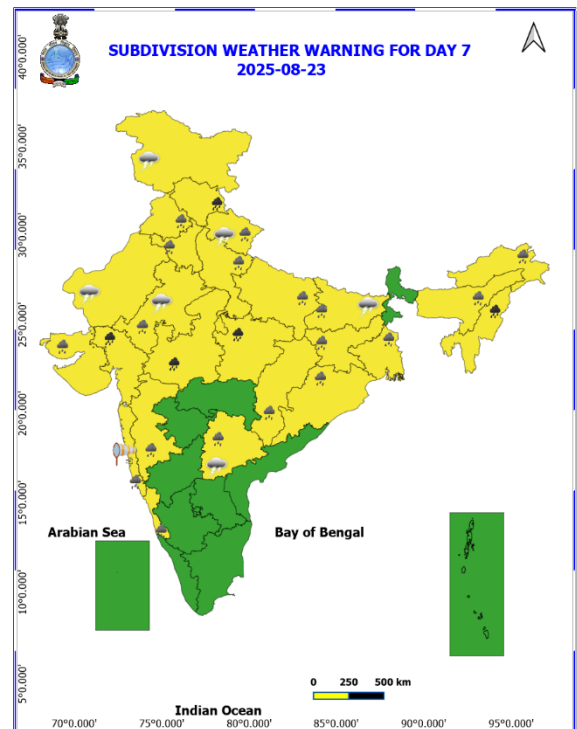 SUBDIVISION WEATHER WARNING FOR DAY 7
2025-08-23
40°0.000'
35°0.000'
30°0.000'
25°0.000'
20°0.000'
15°0.000'
10°0.000'
5°0.000'
Arabian Sea
Bay of Bengal
0 250 500 km
Indian Ocean
70°0.000' 75°0.000' 80°0.000' 85°0.000' 90°0.000' 95°0.000'